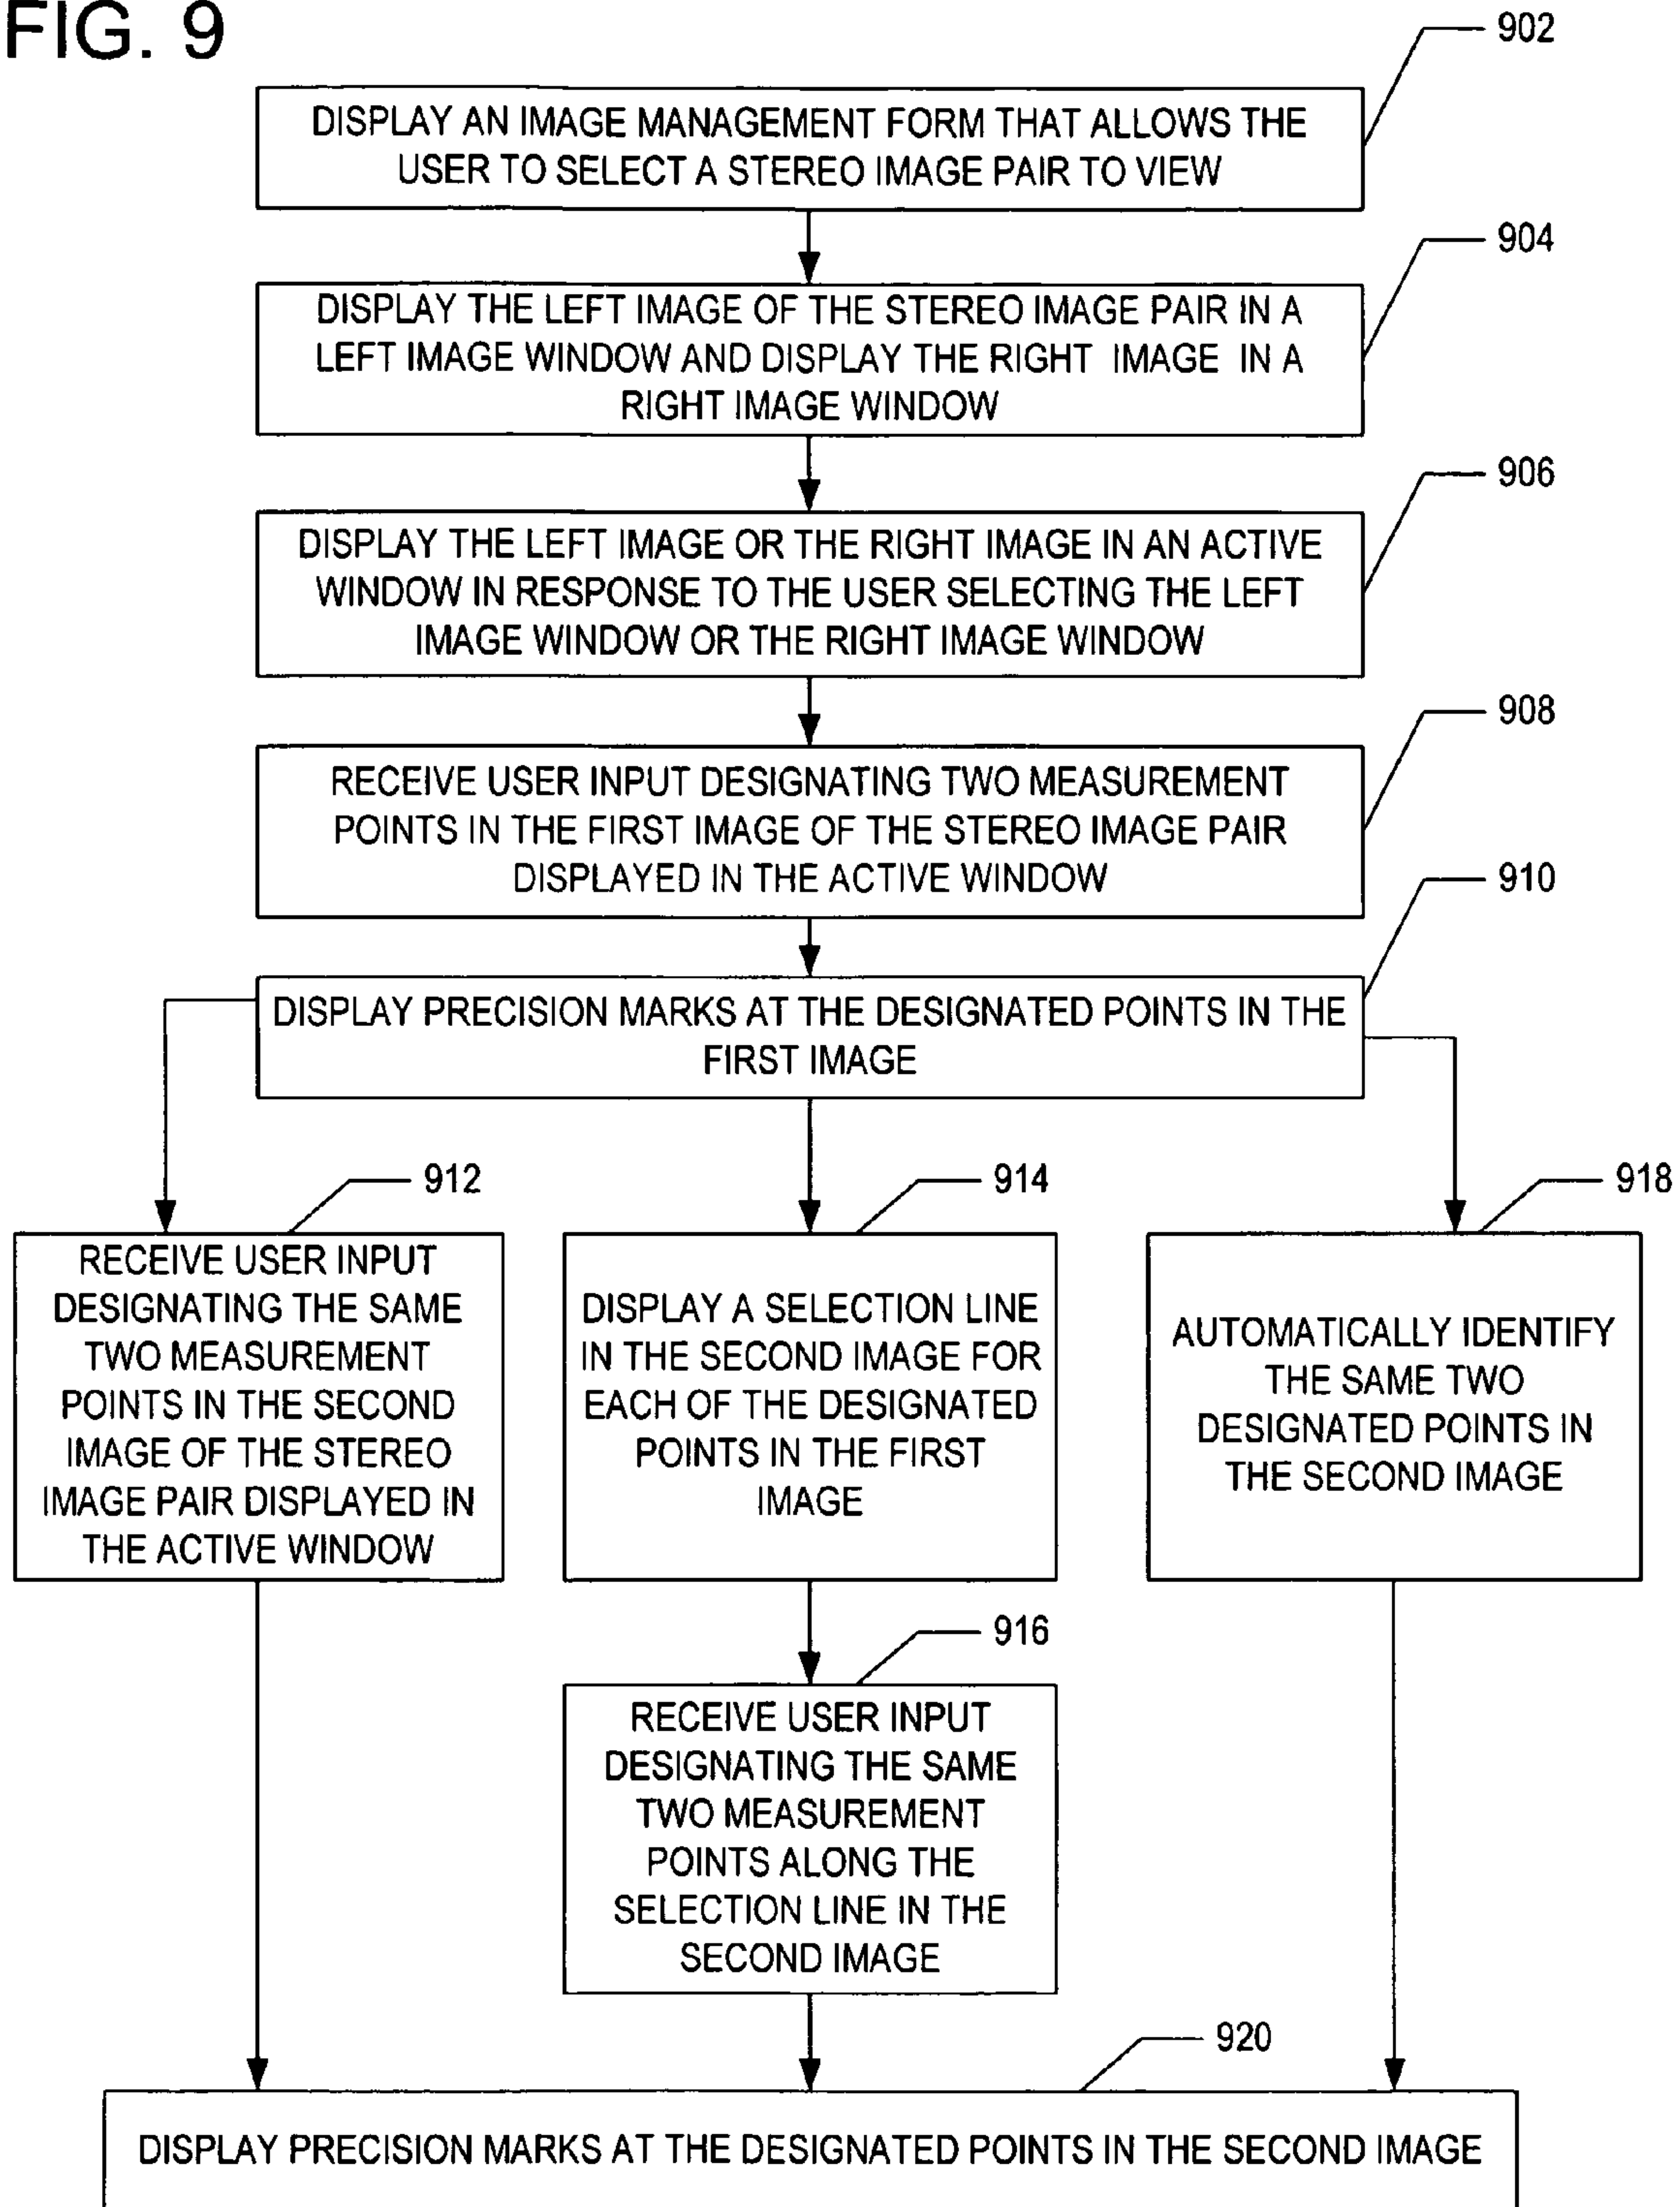 FIG. 9
902
DISPLAY AN IMAGE MANAGEMENT FORM THAT ALLOWS THE
USER TO SELECT A STEREO IMAGE PAIR TO VIEW
904
DISPLAY THE LEFT IMAGE OF THE STEREO IMAGE PAIR IN A
LEFT IMAGE WINDOW AND DISPLAY THE RIGHT IMAGE IN A
RIGHT IMAGE WINDOW
906
DISPLAY THE LEFT IMAGE OR THE RIGHT IMAGE IN AN ACTIVE
WINDOW IN RESPONSE TO THE USER SELECTING THE LEFT
IMAGE WINDOW OR THE RIGHT IMAGE WINDOW
908
RECEIVE USER INPUT DESIGNATING TWO MEASUREMENT
POINTS IN THE FIRST IMAGE OF THE STEREO IMAGE PAIR
DISPLAYED IN THE ACTIVE WINDOW
910
DISPLAY PRECISION MARKS AT THE DESIGNATED POINTS IN THE
FIRST IMAGE
912
RECEIVE USER INPUT
DESIGNATING THE SAME
TWO MEASUREMENT
POINTS IN THE SECOND
IMAGE OF THE STEREO
IMAGE PAIR DISPLAYED IN
THE ACTIVE WINDOW
914
DISPLAY A SELECTION LINE
IN THE SECOND IMAGE FOR
EACH OF THE DESIGNATED
POINTS IN THE FIRST
IMAGE
918
AUTOMATICALLY IDENTIFY
THE SAME TWO
DESIGNATED POINTS IN
THE SECOND IMAGE
916
RECEIVE USER INPUT
DESIGNATING THE SAME
TWO MEASUREMENT
POINTS ALONG THE
SELECTION LINE IN THE
SECOND IMAGE
920
DISPLAY PRECISION MARKS AT THE DESIGNATED POINTS IN THE SECOND IMAGE